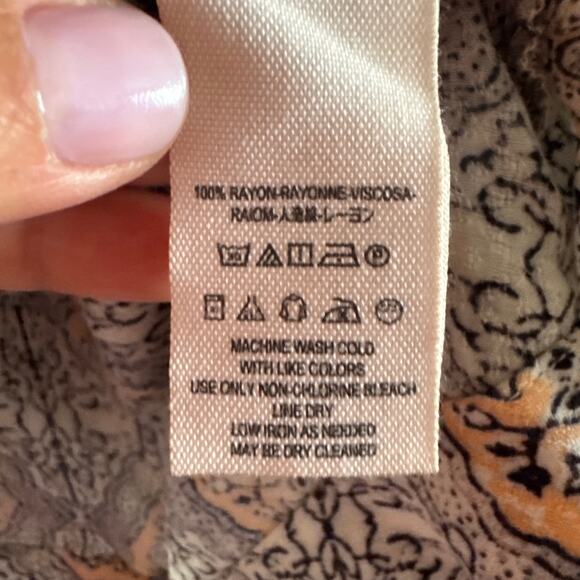 100% RAYON-RAYONNE-VISCOSA-
RAIOM-人造絲-レーヨン
30 P
MACHINE WASH COLD
WITH LIKE COLORS
USE ONLY NON-CHLORINE BLEACH
LINE DRY
LOW IRON AS NEEDED
MAY BE DRY CLEANED